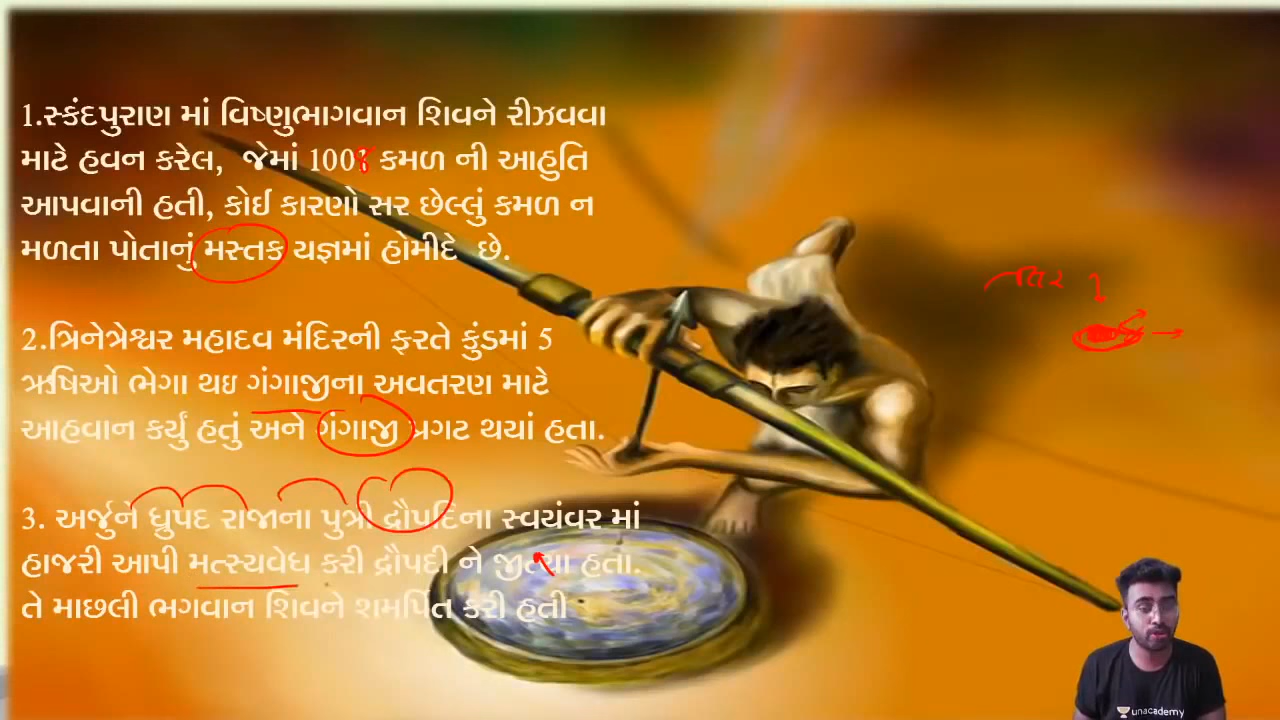 1.સ્કંદપુરાણ માં વિષ્ણુભાગવાન શિવને રીઝવવા
માટે હવન કરેલ, જેમાં 1008 કમળ ની આહુતિ
આપવાની હતી, કોઈ કારણો સર છેલ્લું કમળ ન
મળતા પોતાનું મસ્તક યજ્ઞમાં હોમીદે છે.
2.ત્રિનેત્રેશ્વર મહાદવ મંદિરની ફરતે કુંડમાં 5
ઋષિઓ ભેગા થઇ ગંગાજીના અવતરણ માટે
આહવાન કર્યું હતું અને ગંગાજી પ્રગટ થયાં હતા.
3. અર્જુને ધ્રુપદ રાજાના પુત્રી દ્રૌપદિના સ્વયંવર માં
હાજરી આપી મત્સ્યવેધ કરી દ્રૌપદી ને જીત્યા હતા.
તે માછલી ભગવાન શિવને શમર્પિત કરી હતી
unacademy